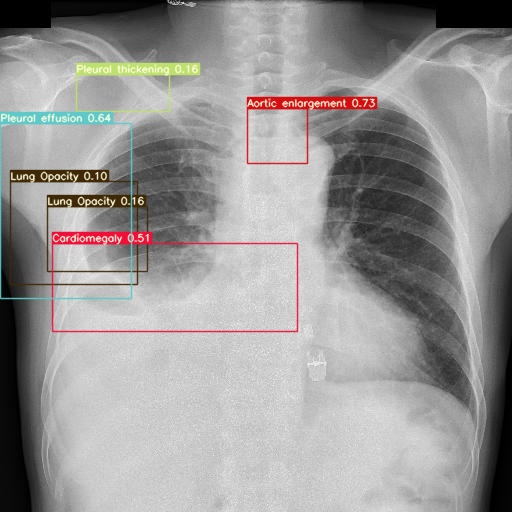 Pleural thickening 0.16
Aortic enlargement 0.73
Pleural effusion 0.64
Lung Opacity 0.10
Lung Opacity 0.16
Cardiomegaly 0.51